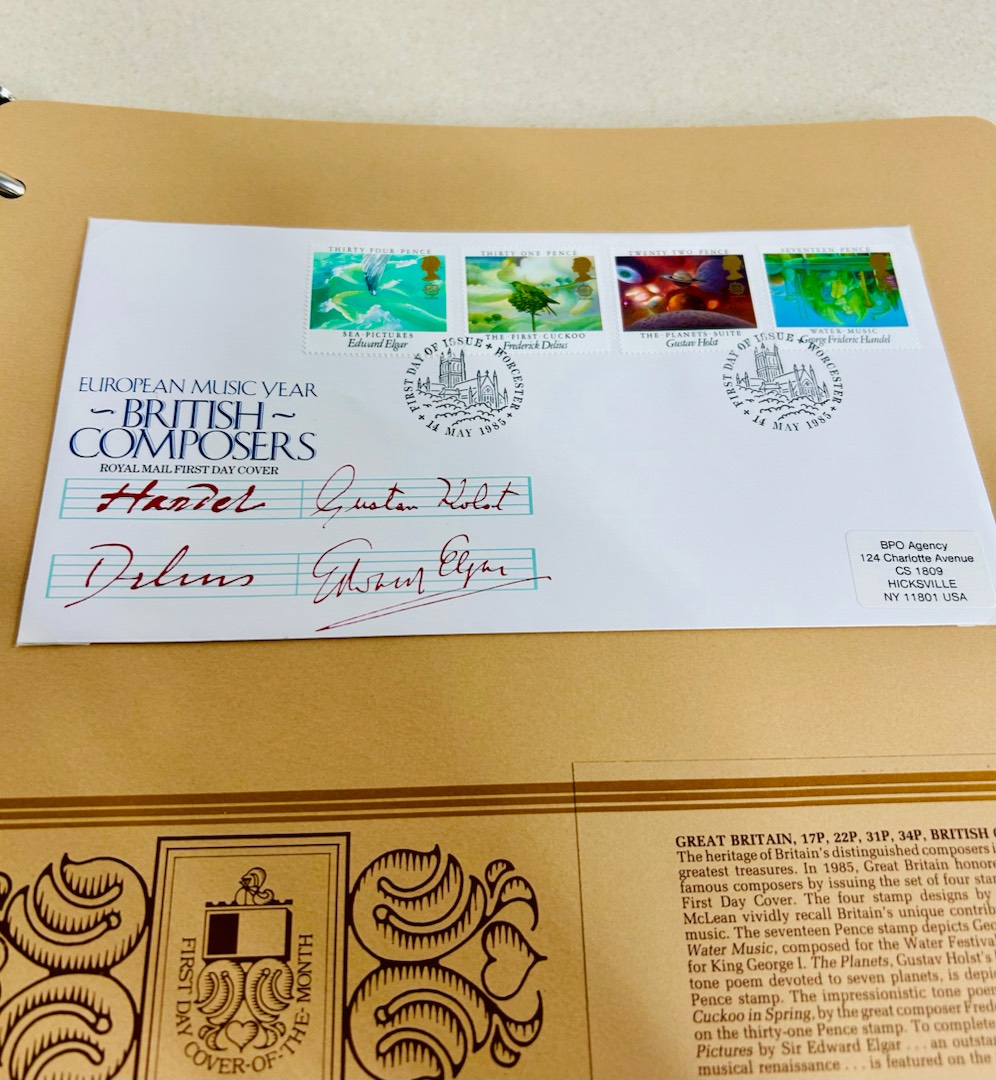 THIRTY·FOUR·PENCE
SEA·PICTURES
Edward Elgar
THIRTY·ONE·PENCE
THE·FIRST·CUCKOO
Frederick Delius
TWENTY·TWO·PENCE
THE·PLANETS·SUITE
Gustav Holst
SEVENTEEN·PENCE
WATER·MUSIC
George Frideric Handel
FIRST DAY OF ISSUE * WORCESTER
* 14 MAY 1985 *
FIRST DAY OF ISSUE * WORCESTER
* 14 MAY 1985 *
EUROPEAN MUSIC YEAR
~BRITISH~
COMPOSERS
ROYAL MAIL FIRST DAY COVER
Handel
Gustav Holst
Delius
Edward Elgar
BPO Agency
124 Charlotte Avenue
CS 1809
HICKSVILLE
NY 11801 USA
FIRST DAY COVER-OF-THE-MONTH
GREAT BRITAIN, 17P, 22P, 31P, 34P, BRITISH
The heritage of Britain's distinguished composers
greatest treasures. In 1985, Great Britain
famous composers by issuing the set of four
First Day Cover. The four stamp designs by
McLean vividly recall Britain's unique
music. The seventeen Pence stamp depicts
Water Music, composed for the Water
for King George I. The Planets, Gustav Holst's
tone poem devoted to seven planets, is
Pence stamp. The impressionistic tone
Cuckoo in Spring, by the great composer
on the thirty-one Pence stamp. To complete
Pictures by Sir Edward Elgar . . . an
musical renaissance . . . is featured on the